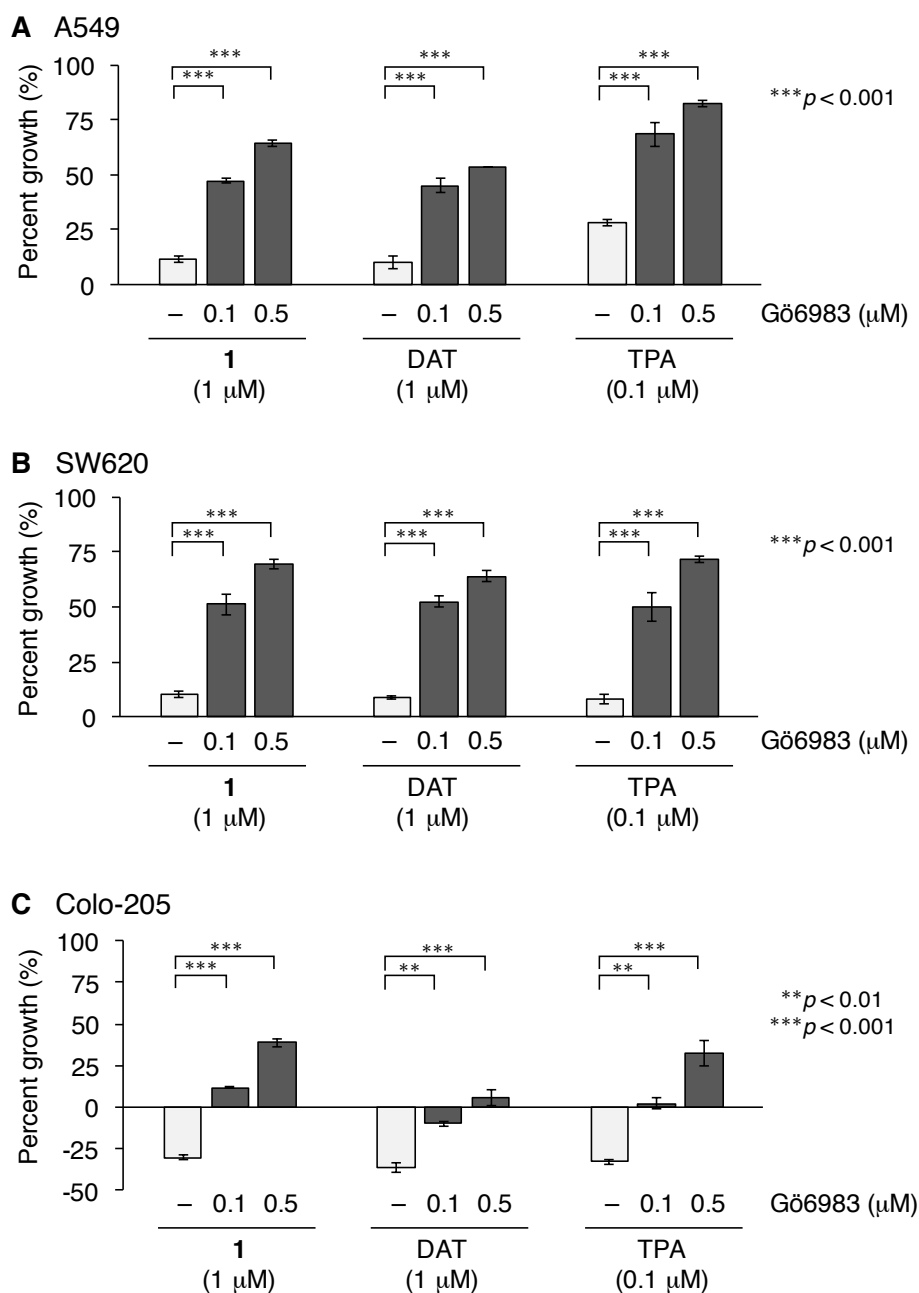 A A549
Percent growth (%)
100
75
50
25
0
*** *** ***
*** *** ***
***p < 0.001
– 0.1 0.5 – 0.1 0.5 – 0.1 0.5 Gö6983 (μM)
1 DAT TPA
(1 μM) (1 μM) (0.1 μM)
B SW620
Percent growth (%)
100
75
50
25
0
*** *** ***
*** *** ***
***p < 0.001
– 0.1 0.5 – 0.1 0.5 – 0.1 0.5 Gö6983 (μM)
1 DAT TPA
(1 μM) (1 μM) (0.1 μM)
C Colo-205
Percent growth (%)
100
75
50
25
0
-25
-50
*** *** ***
*** ** **
**p < 0.01
***p < 0.001
– 0.1 0.5 – 0.1 0.5 – 0.1 0.5 Gö6983 (μM)
1 DAT TPA
(1 μM) (1 μM) (0.1 μM)